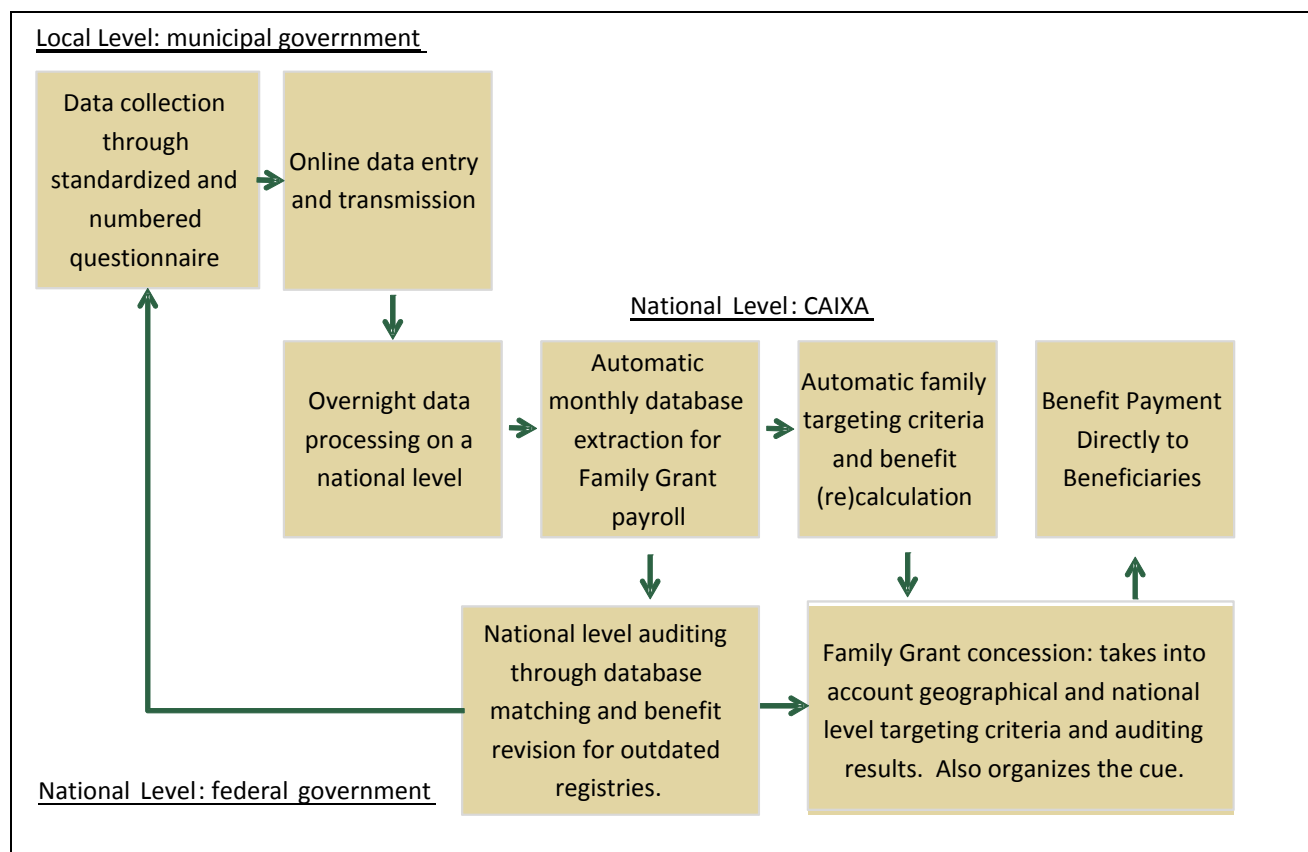 Local Level: municipal goverrnment
Data collection
through
standardized and
numbered
questionnaire
Online data entry
and transmission
National Level: CAIXA
Overnight data
processing on a
national level
Automatic
monthly database
extraction for
Family Grant
payroll
Automatic family
targeting criteria
and benefit
(re)calculation
Benefit Payment
Directly to
Beneficiaries
National level auditing
through database
matching and benefit
revision for outdated
registries.
Family Grant concession: takes into
account geographical and national
level targeting criteria and auditing
results. Also organizes the cue.
National Level: federal government